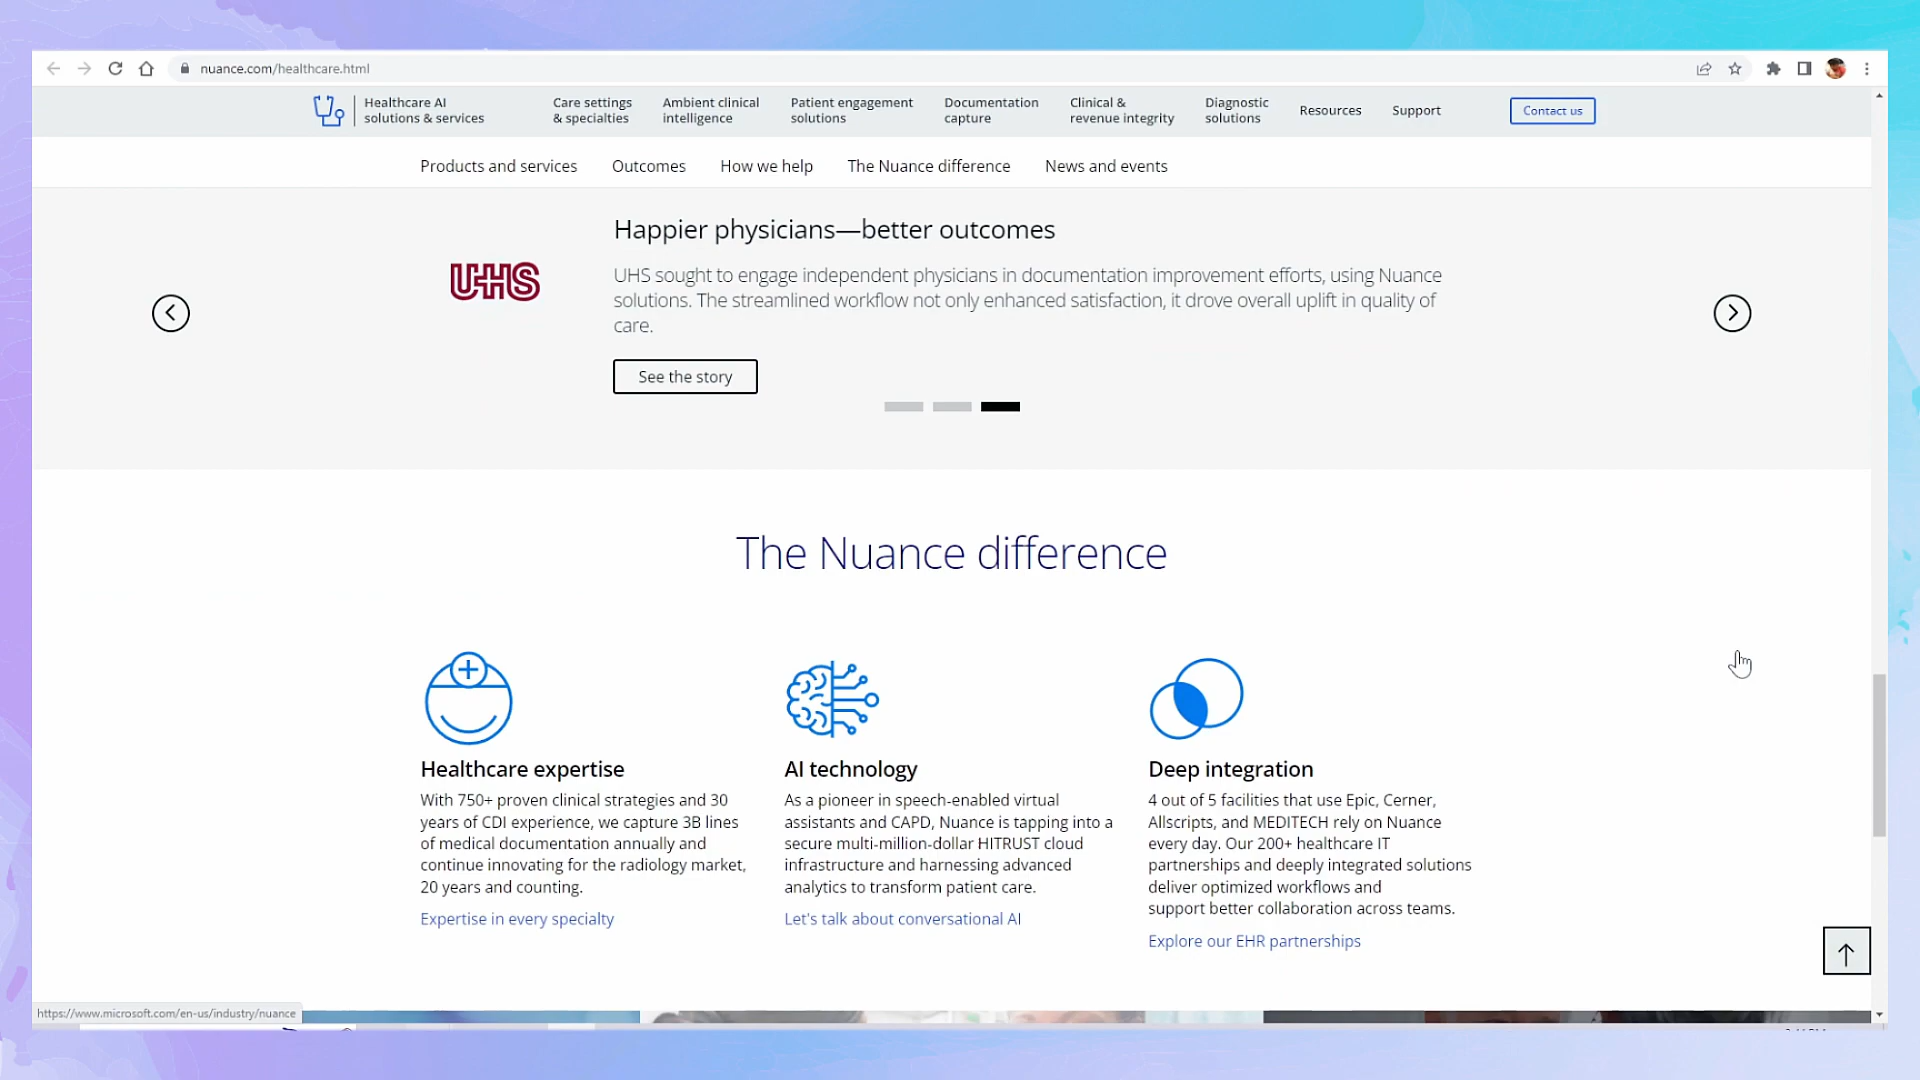 nuance.com/healthcare.html
Healthcare AI
solutions & services
Care settings
& specialties
Ambient clinical
intelligence
Patient engagement
solutions
Documentation
capture
Clinical &
revenue integrity
Diagnostic
solutions
Resources
Support
Contact us
Products and services
Outcomes
How we help
The Nuance difference
News and events
UHS
Happier physicians—better outcomes
UHS sought to engage independent physicians in documentation improvement efforts, using Nuance
solutions. The streamlined workflow not only enhanced satisfaction, it drove overall uplift in quality of
care.
See the story
The Nuance difference
Healthcare expertise
With 750+ proven clinical strategies and 30
years of CDI experience, we capture 3B lines
of medical documentation annually and
continue innovating for the radiology market,
20 years and counting.
Expertise in every specialty
AI technology
As a pioneer in speech-enabled virtual
assistants and CAPD, Nuance is tapping into a
secure multi-million-dollar HITRUST cloud
infrastructure and harnessing advanced
analytics to transform patient care.
Let's talk about conversational AI
Deep integration
4 out of 5 facilities that use Epic, Cerner,
Allscripts, and MEDITECH rely on Nuance
every day. Our 200+ healthcare IT
partnerships and deeply integrated solutions
deliver optimized workflows and
support better collaboration across teams.
Explore our EHR partnerships
https://www.microsoft.com/en-us/industry/nuance